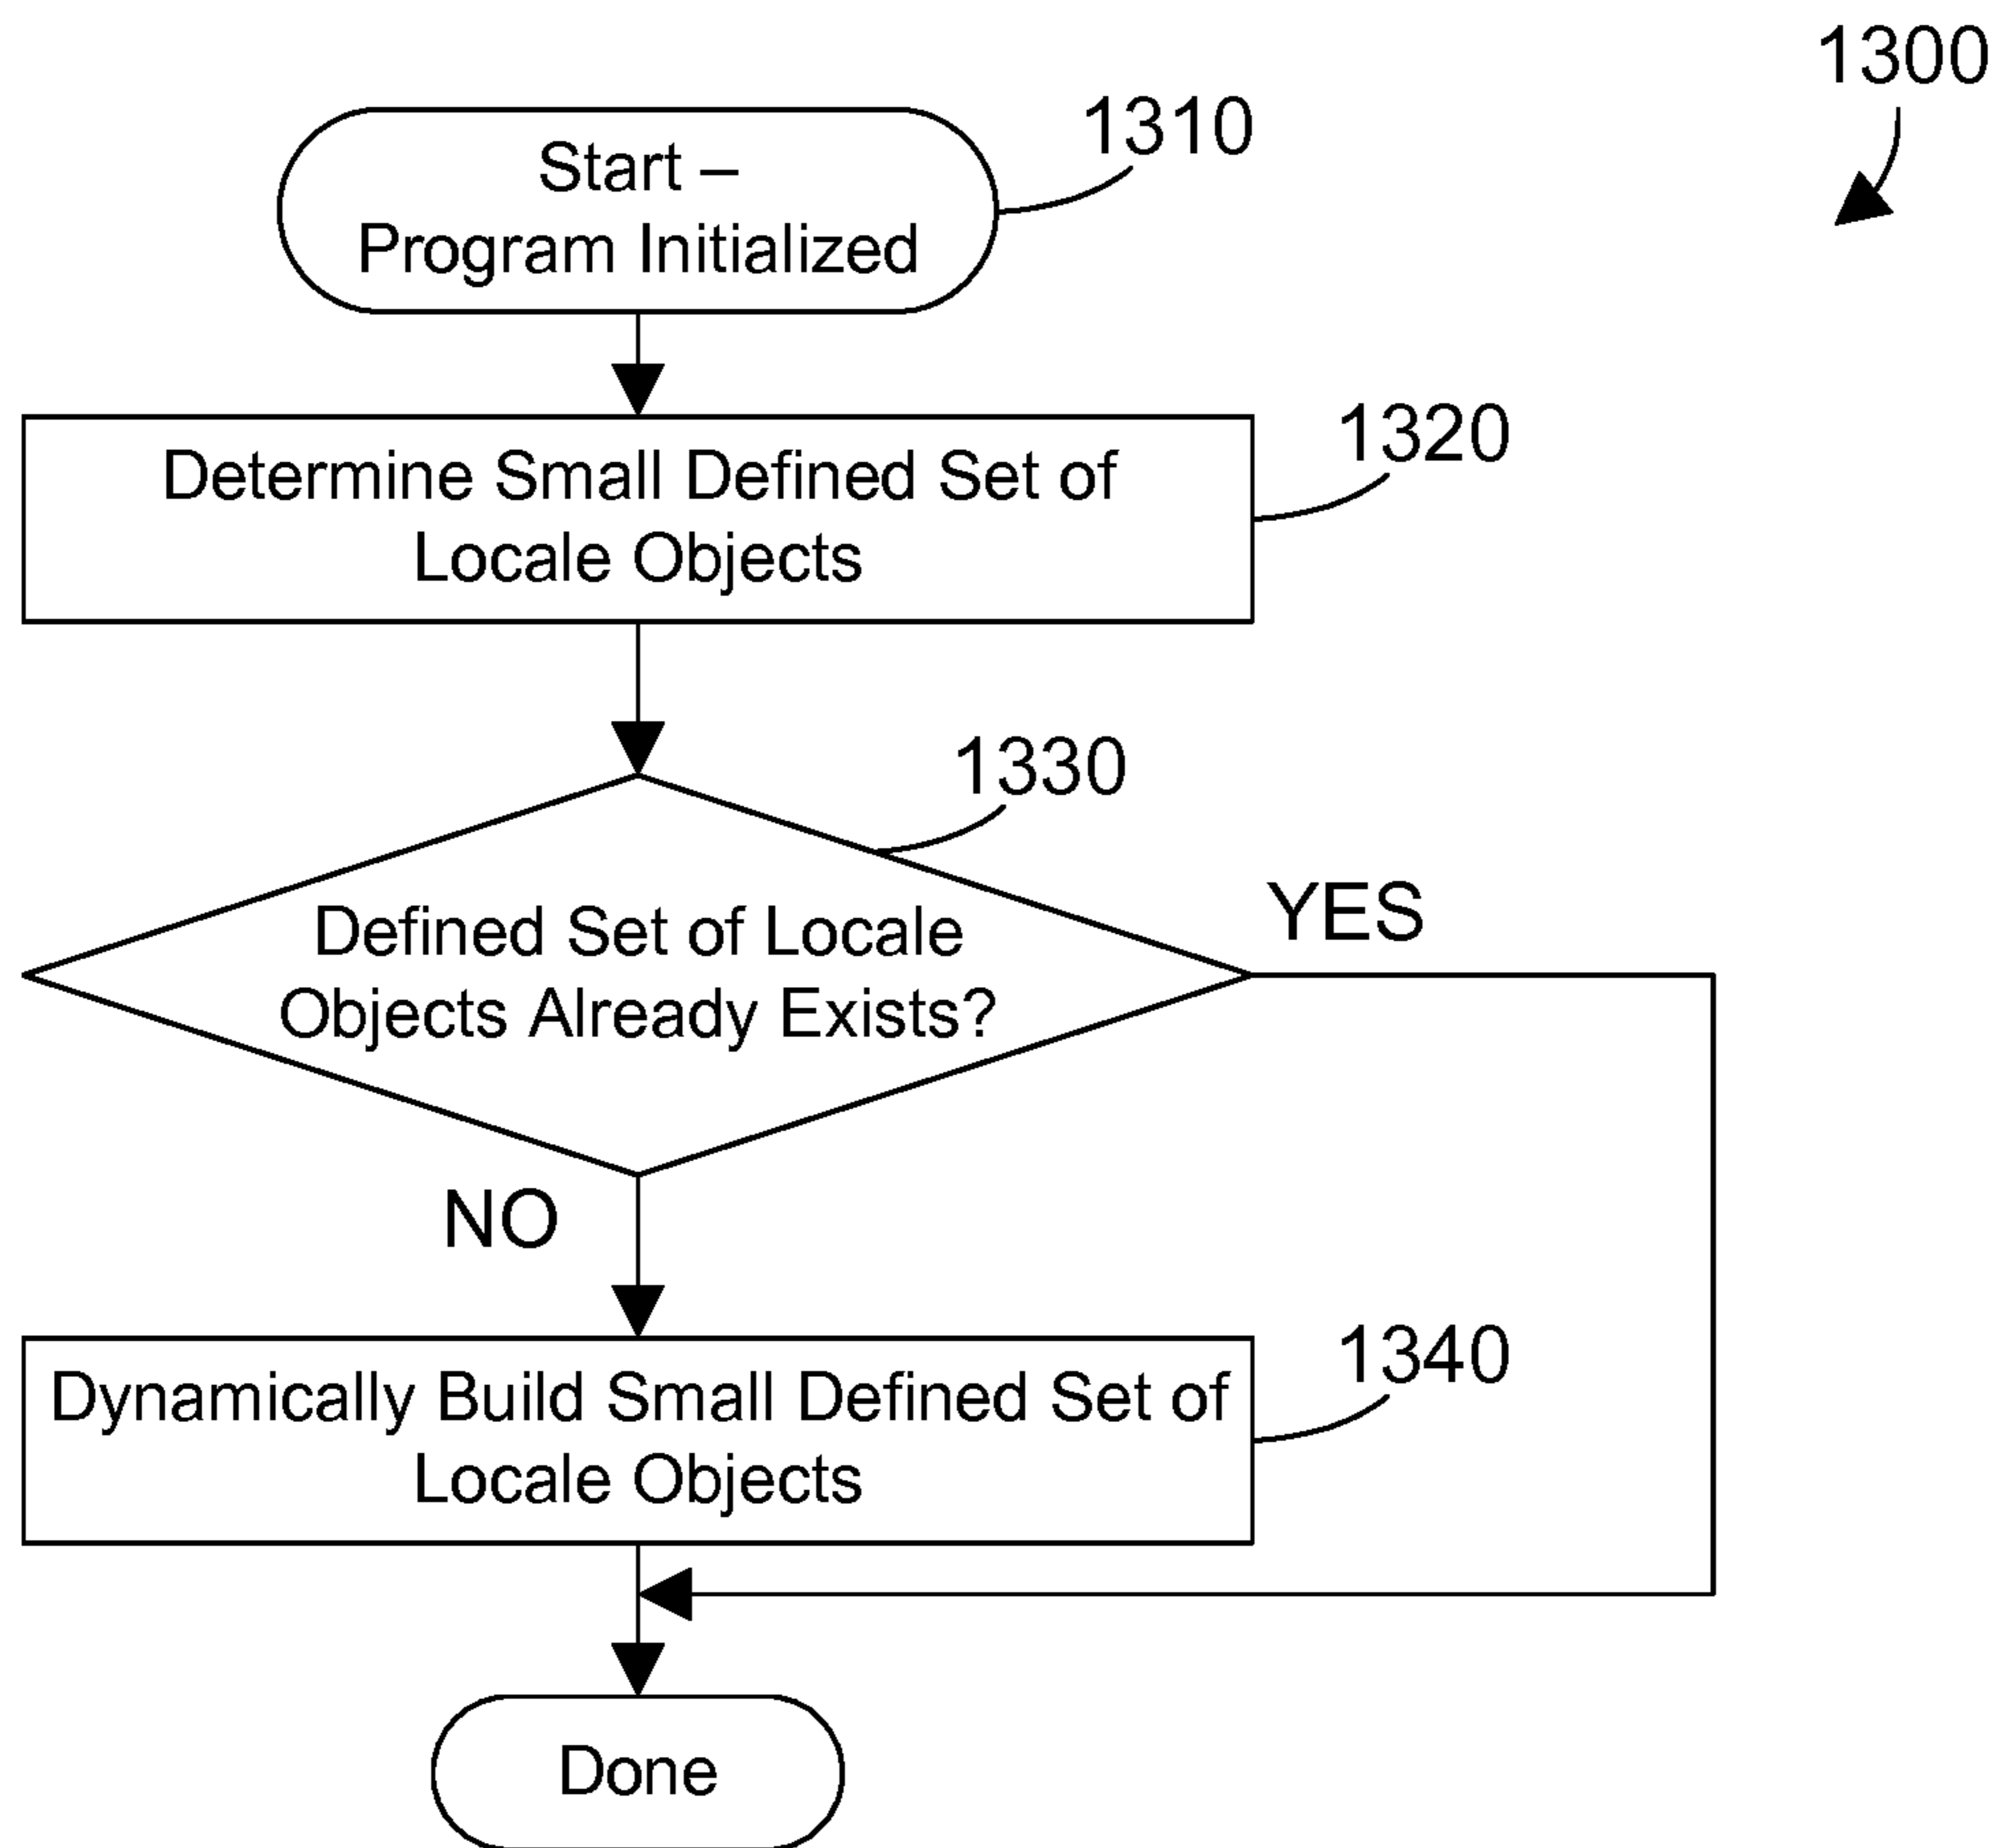 1300
1310
Start –
Program Initialized
1320
Determine Small Defined Set of
Locale Objects
1330
Defined Set of Locale
Objects Already Exists?
YES
NO
1340
Dynamically Build Small Defined Set of
Locale Objects
Done